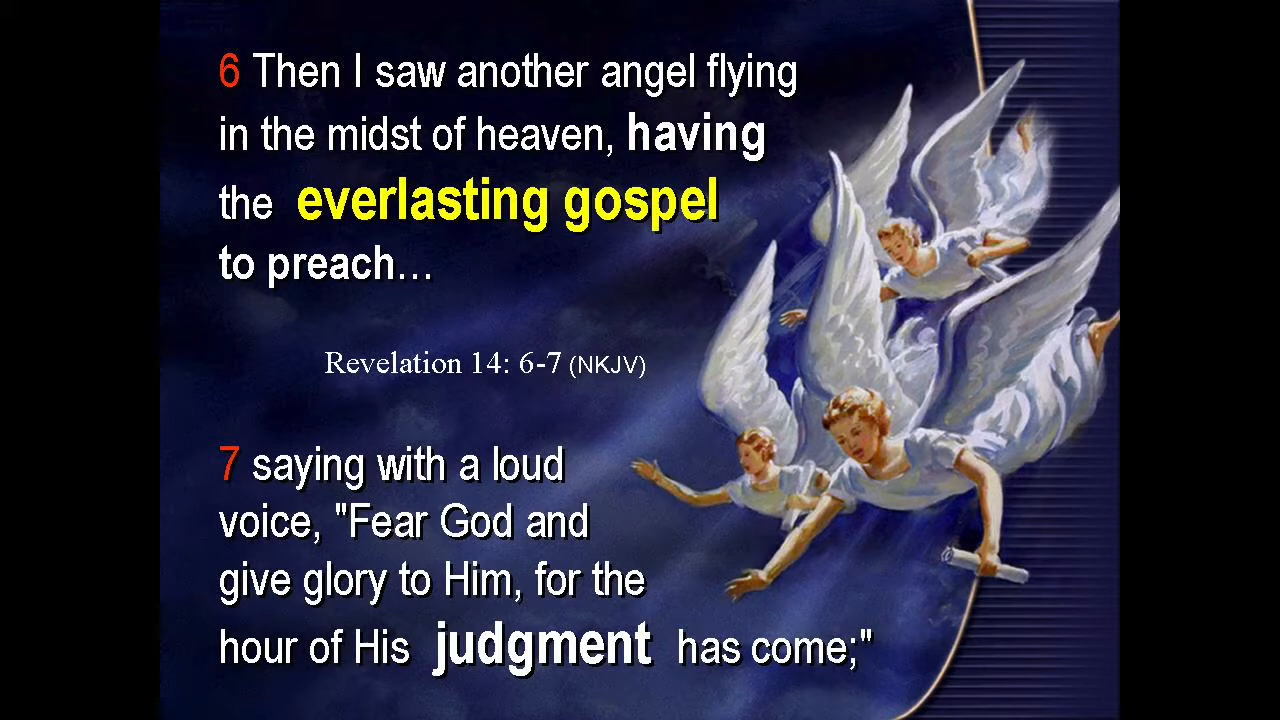 6 Then I saw another angel flying
in the midst of heaven, having
the everlasting gospel
to preach...
Revelation 14: 6-7 (NKJV)
7 saying with a loud
voice, "Fear God and
give glory to Him, for the
hour of His judgment has come;"